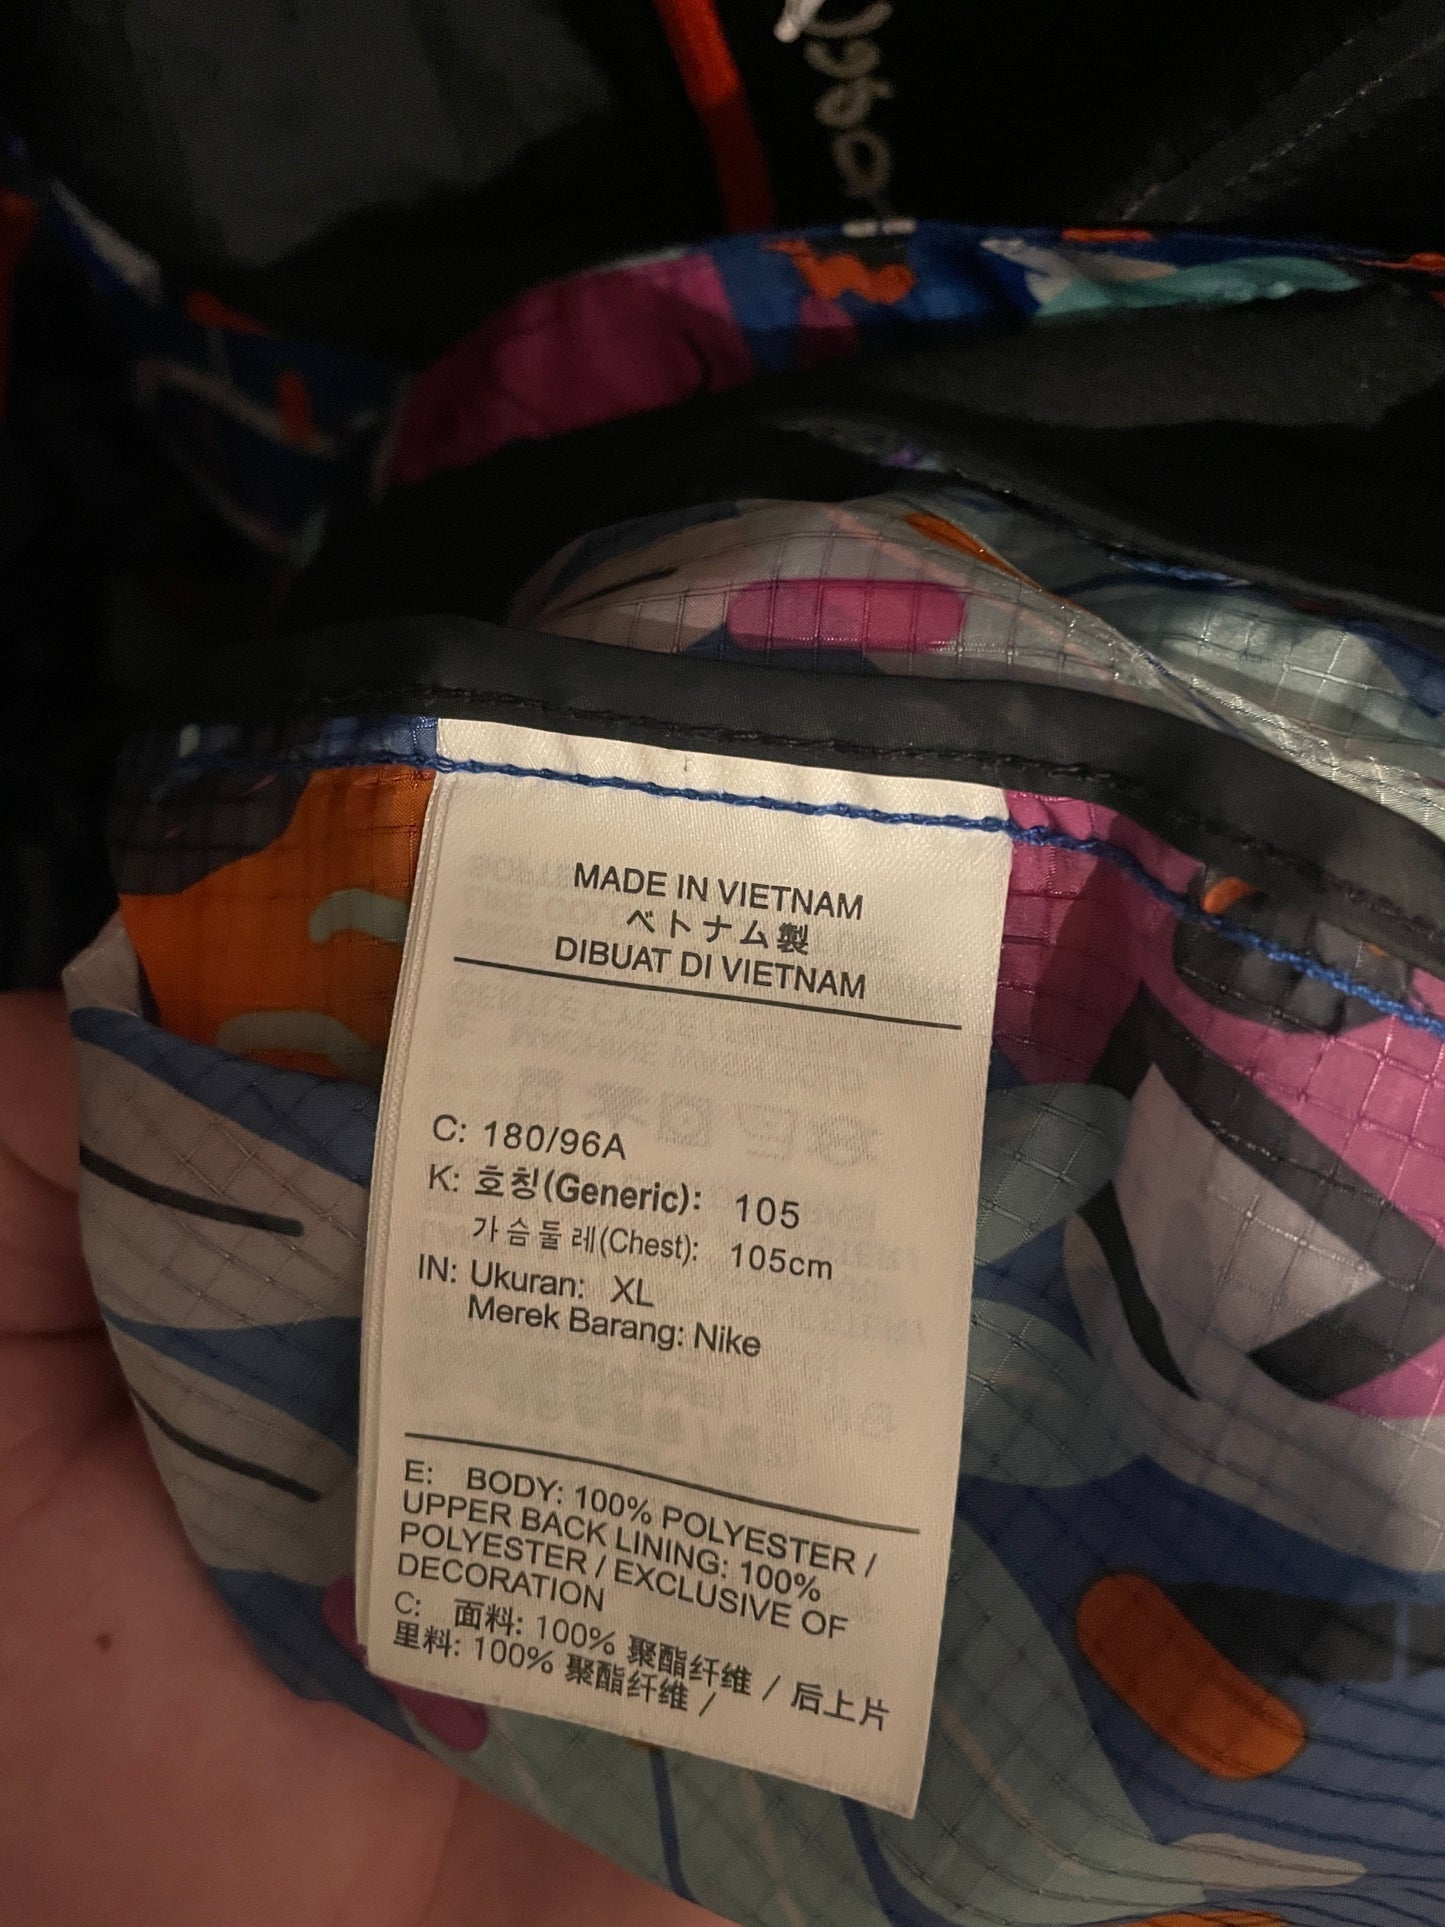 MADE IN VIETNAM
ベトナム製
DIBUAT DI VIETNAM
C: 180/96A
K: 호칭(Generic): 105
가슴둘레(Chest): 105cm
IN: Ukuran: XL
Merek Barang: Nike
E: BODY: 100% POLYESTER /
UPPER BACK LINING: 100%
POLYESTER / EXCLUSIVE OF
DECORATION
C: 面料: 100% 聚酯纤维 / 后上片
里料: 100% 聚酯纤维 /